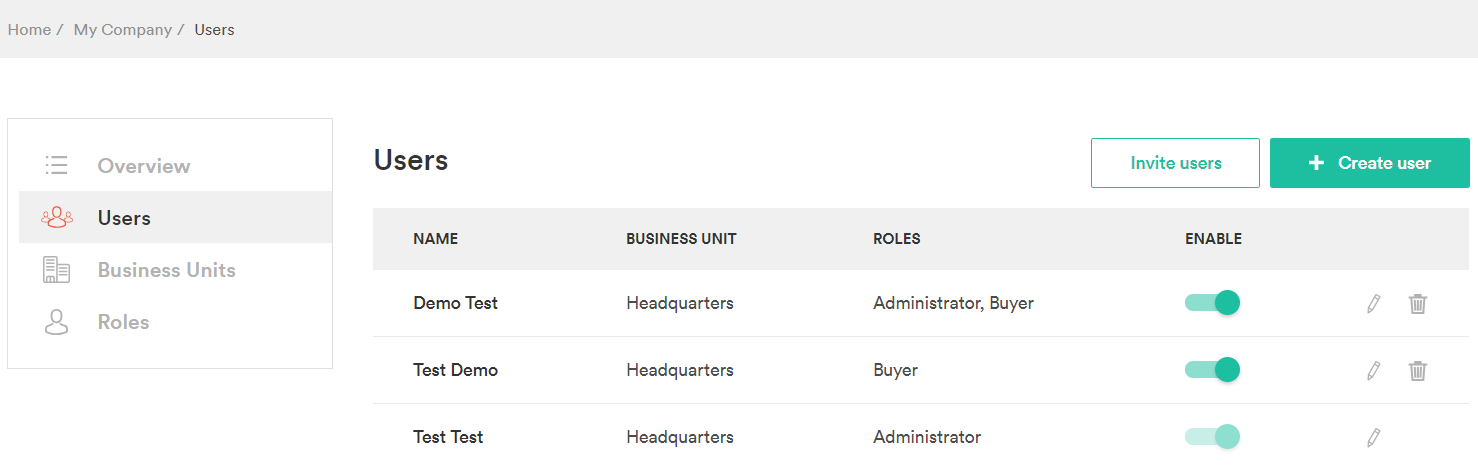 Home / My Company / Users
Overview
Users
Business Units
Roles
Users
Invite users
+ Create user
NAME BUSINESS UNIT ROLES ENABLE
Demo Test Headquarters Administrator, Buyer
Test Demo Headquarters Buyer
Test Test Headquarters Administrator